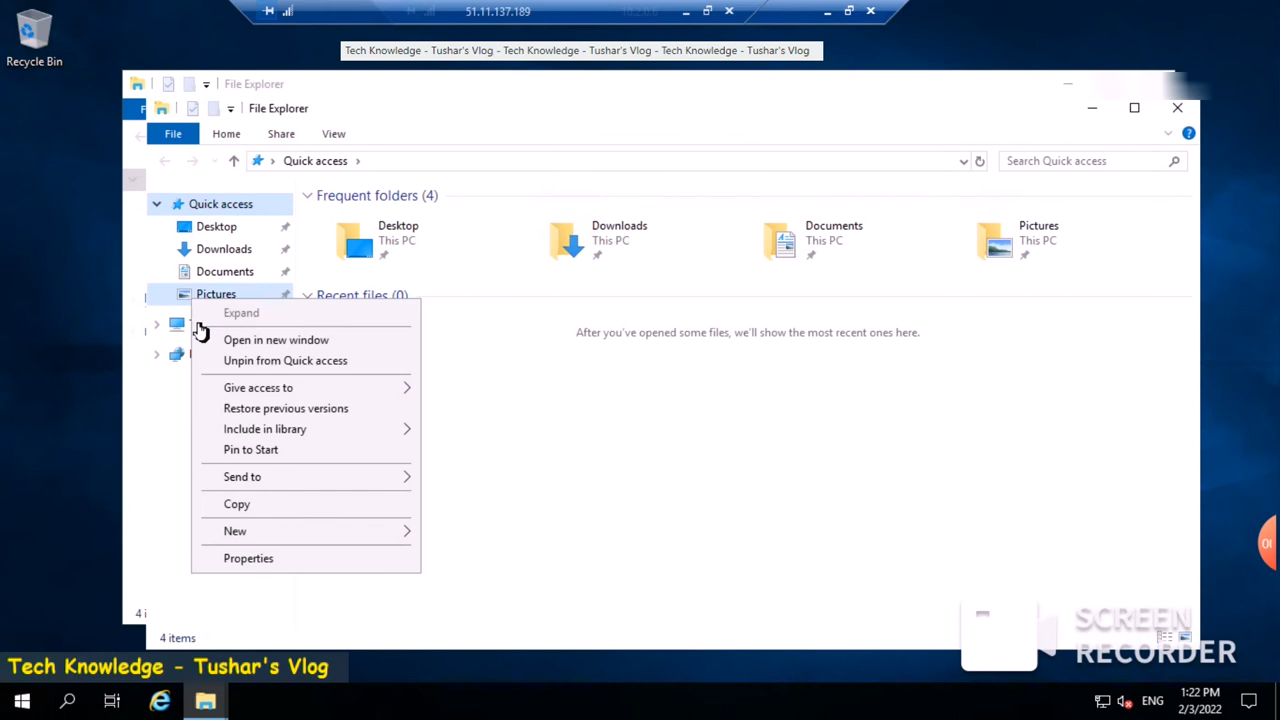 51.11.137.189
Tech Knowledge - Tushar's Vlog - Tech Knowledge - Tushar's Vlog - Tech Knowledge - Tushar's Vlog
Recycle Bin
File Explorer
File Explorer
File Home Share View
Quick access
Search Quick access
Quick access
Desktop
Downloads
Documents
Pictures
Frequent folders (4)
Desktop
This PC
Downloads
This PC
Documents
This PC
Pictures
This PC
Recent files (0)
After you've opened some files, we'll show the most recent ones here.
Expand
Open in new window
Unpin from Quick access
Give access to
Restore previous versions
Include in library
Pin to Start
Send to
Copy
New
Properties
4 i
4 items
SCREEN
RECORDER
Tech Knowledge - Tushar's Vlog
ENG
1:22 PM
2/3/2022